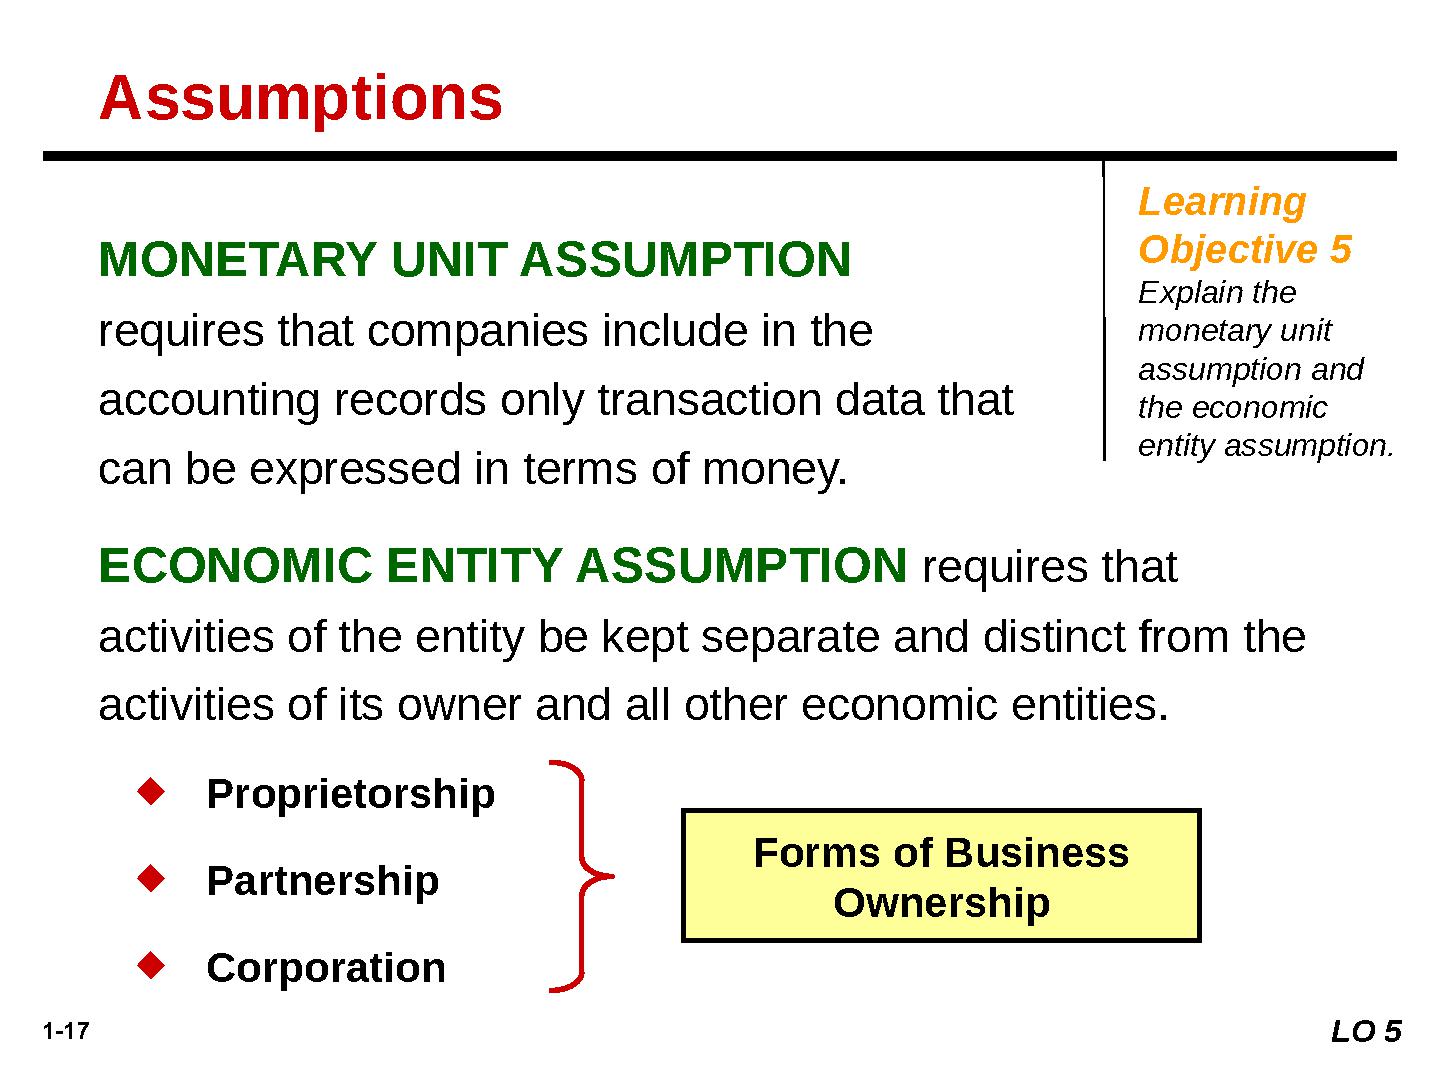 Assumptions
MONETARY UNIT ASSUMPTION
requires that companies include in the
accounting records only transaction data that
can be expressed in terms of money.
Learning
Objective 5
Explain the
monetary unit
assumption and
the economic
entity assumption.
ECONOMIC ENTITY ASSUMPTION requires that
activities of the entity be kept separate and distinct from the
activities of its owner and all other economic entities.
Proprietorship
Partnership
Corporation
Forms of Business
Ownership
1-17
LO 5